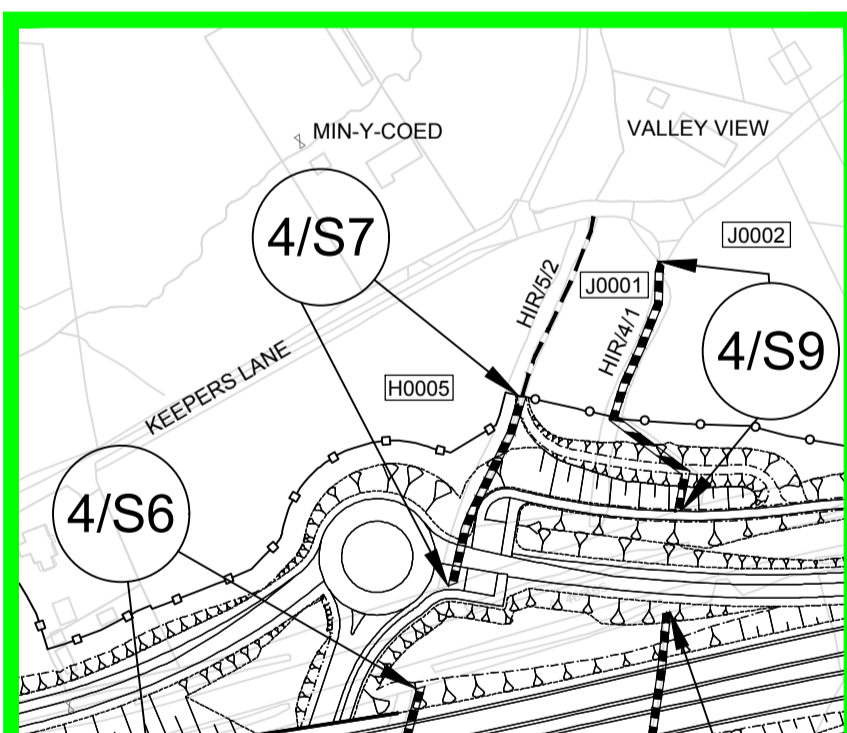 MIN-Y-COED
VALLEY VIEW
4/S7
J0002
HIR/5/2
J0001
HIR/4/1
4/S9
KEEPERS LANE
H0005
4/S6